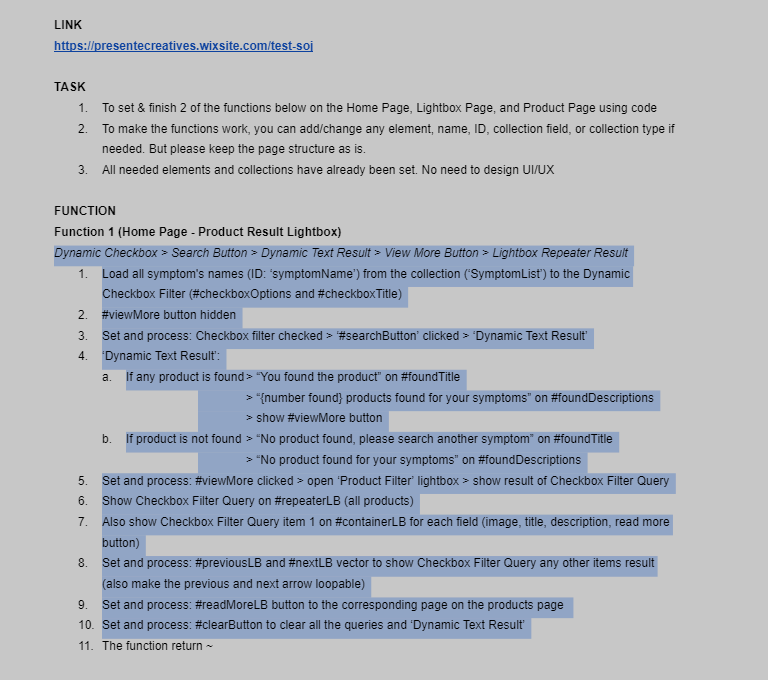 LINK
https://presentecreatives.wixsite.com/test-soj
TASK
1. To set & finish 2 of the functions below on the Home Page, Lightbox Page, and Product Page using code
2. To make the functions work, you can add/change any element, name, ID, collection field, or collection type if
needed. But please keep the page structure as is.
3. All needed elements and collections have already been set. No need to design UI/UX
FUNCTION
Function 1 (Home Page - Product Result Lightbox)
Dynamic Checkbox > Search Button > Dynamic Text Result > View More Button > Lightbox Repeater Result
1. Load all symptom's names (ID: 'symptomName') from the collection ('SymptomList') to the Dynamic
Checkbox Filter (#checkboxOptions and #checkboxTitle)
2. #viewMore button hidden
3. Set and process: Checkbox filter checked > '#searchButton' clicked > 'Dynamic Text Result'
4. 'Dynamic Text Result':
a. If any product is found > “You found the product” on #foundTitle
> “{number found} products found for your symptoms” on #foundDescriptions
> show #viewMore button
b. If product is not found > “No product found, please search another symptom” on #foundTitle
> “No product found for your symptoms” on #foundDescriptions
5. Set and process: #viewMore clicked > open 'Product Filter' lightbox > show result of Checkbox Filter Query
6. Show Checkbox Filter Query on #repeaterLB (all products)
7. Also show Checkbox Filter Query item 1 on #containerLB for each field (image, title, description, read more
button)
8. Set and process: #previousLB and #nextLB vector to show Checkbox Filter Query any other items result
(also make the previous and next arrow loopable)
9. Set and process: #readMoreLB button to the corresponding page on the products page
10. Set and process: #clearButton to clear all the queries and 'Dynamic Text Result'
11. The function return ~